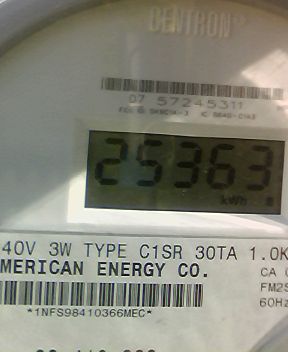 CENTRON
07 57245311
25363
kWh
40V 3W TYPE C1SR 30TA 1.0K
MERICAN ENERGY CO.
CA
FM2S
60Hz
*1NFS98410366MEC*